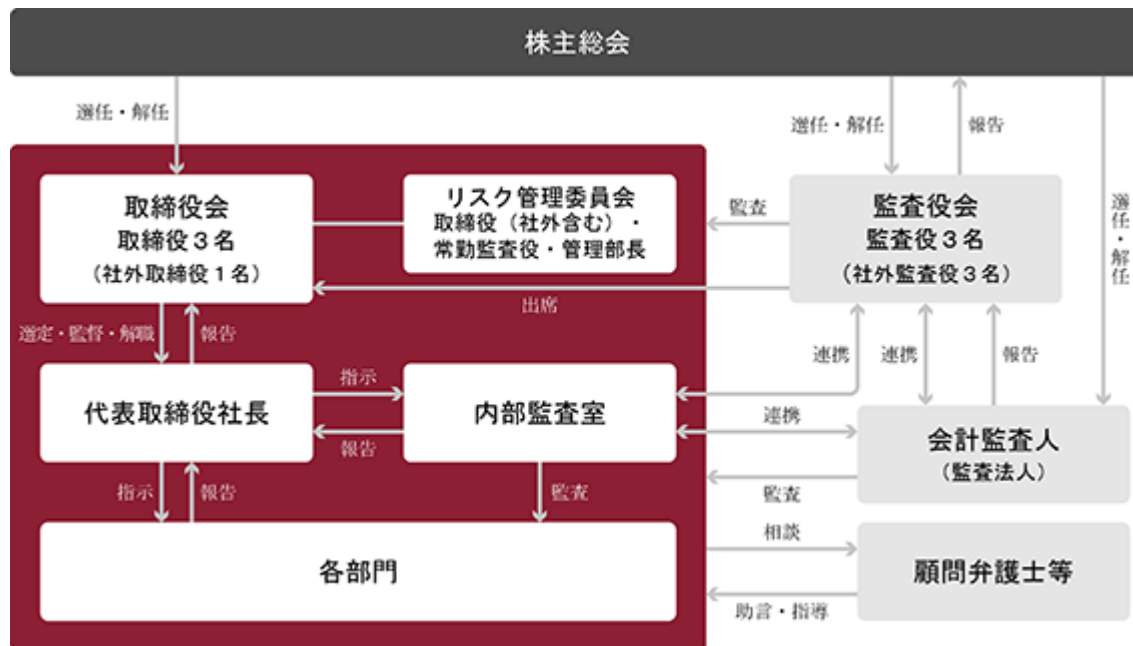 株主総会
選任・解任
選任・解任
報告
選任・解任
取締役会
取締役3名
（社外取締役1名）
リスク管理委員会
取締役（社外含む）・
常勤監査役・管理部長
監査
監査役会
監査役3名
（社外監査役3名）
出席
選定・監督・解職
報告
連携
連携
報告
代表取締役社長
指示
報告
内部監査室
連携
会計監査人
（監査法人）
監査
指示
報告
監査
各部門
相談
顧問弁護士等
助言・指導